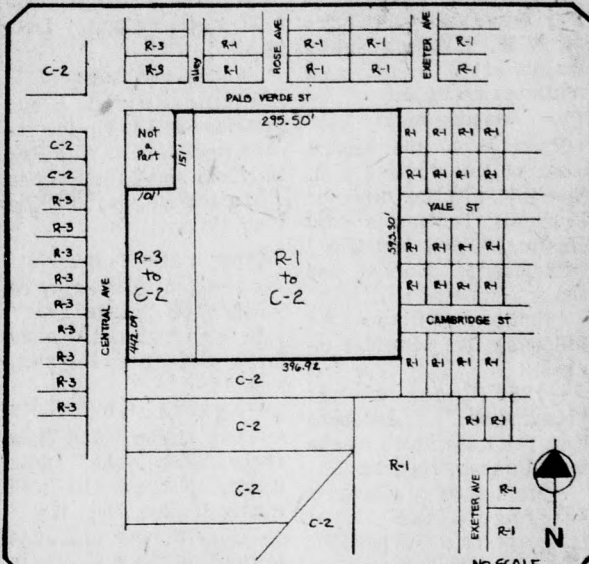 C-2
R-3
R-3
alley
R-1
R-1
ROSE AVE
R-1 R-1
R-1 R-1
EXETER AVE
R-1
R-1
PALO VERDE ST
295.50'
Not
a
Part
151'
101'
C-2
C-2
R-3
R-3
R-3
R-3
R-3
R-3
R-3
R-3
R-3
CENTRAL AVE
R-3
to
C-2
442.09'
R-1
to
C-2
593.30'
396.92
R-1 R-1 R-1 R-1
R-1 R-1 R-1 R-1
YALE ST
R-1 R-1 R-1 R-1
R-1 R-1 R-1 R-1
CAMBRIDGE ST
R-1 R-1 R-1 R-1
C-2
C-2
C-2
C-2
R-1
R-1 R-1
EXETER AVE
R-1
R-1
N
NO SCALE